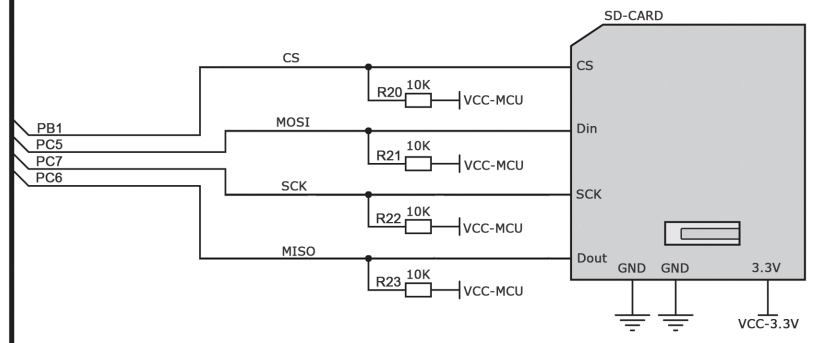 SD-CARD
CS
CS
R20 10K
VCC-MCU
PB1
MOSI
Din
PC5
R21 10K
VCC-MCU
PC7
PC6
SCK
SCK
R22 10K
VCC-MCU
MISO
Dout
GND GND 3.3V
R23 10K
VCC-MCU
VCC-3.3V